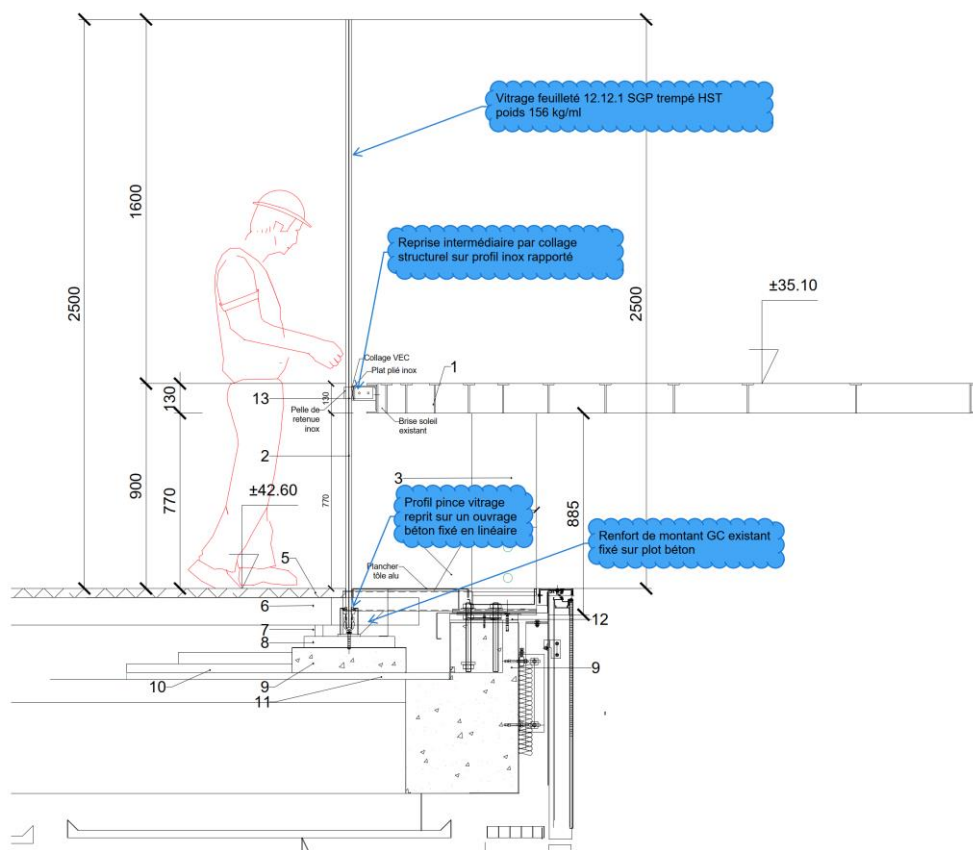 Vitrage feuilleté 12.12.1 SGP trempé HST
poids 156 kg/ml
1600
2500
Reprise intermédiaire par collage
structurel sur profil inox rapporté
2500
±35.10
Collage VEC
Plat plié inox
1
130
13
130
Pelle de
retenue
inox
Brise soleil
existant
2
900
770
±42.60
770
3
885
Profil pince vitrage
reprit sur un ouvrage
béton fixé en linéaire
Renfort de montant GC existant
fixé sur plot béton
5
Plancher
tôle alu
6
7
12
8
10
9
9
11